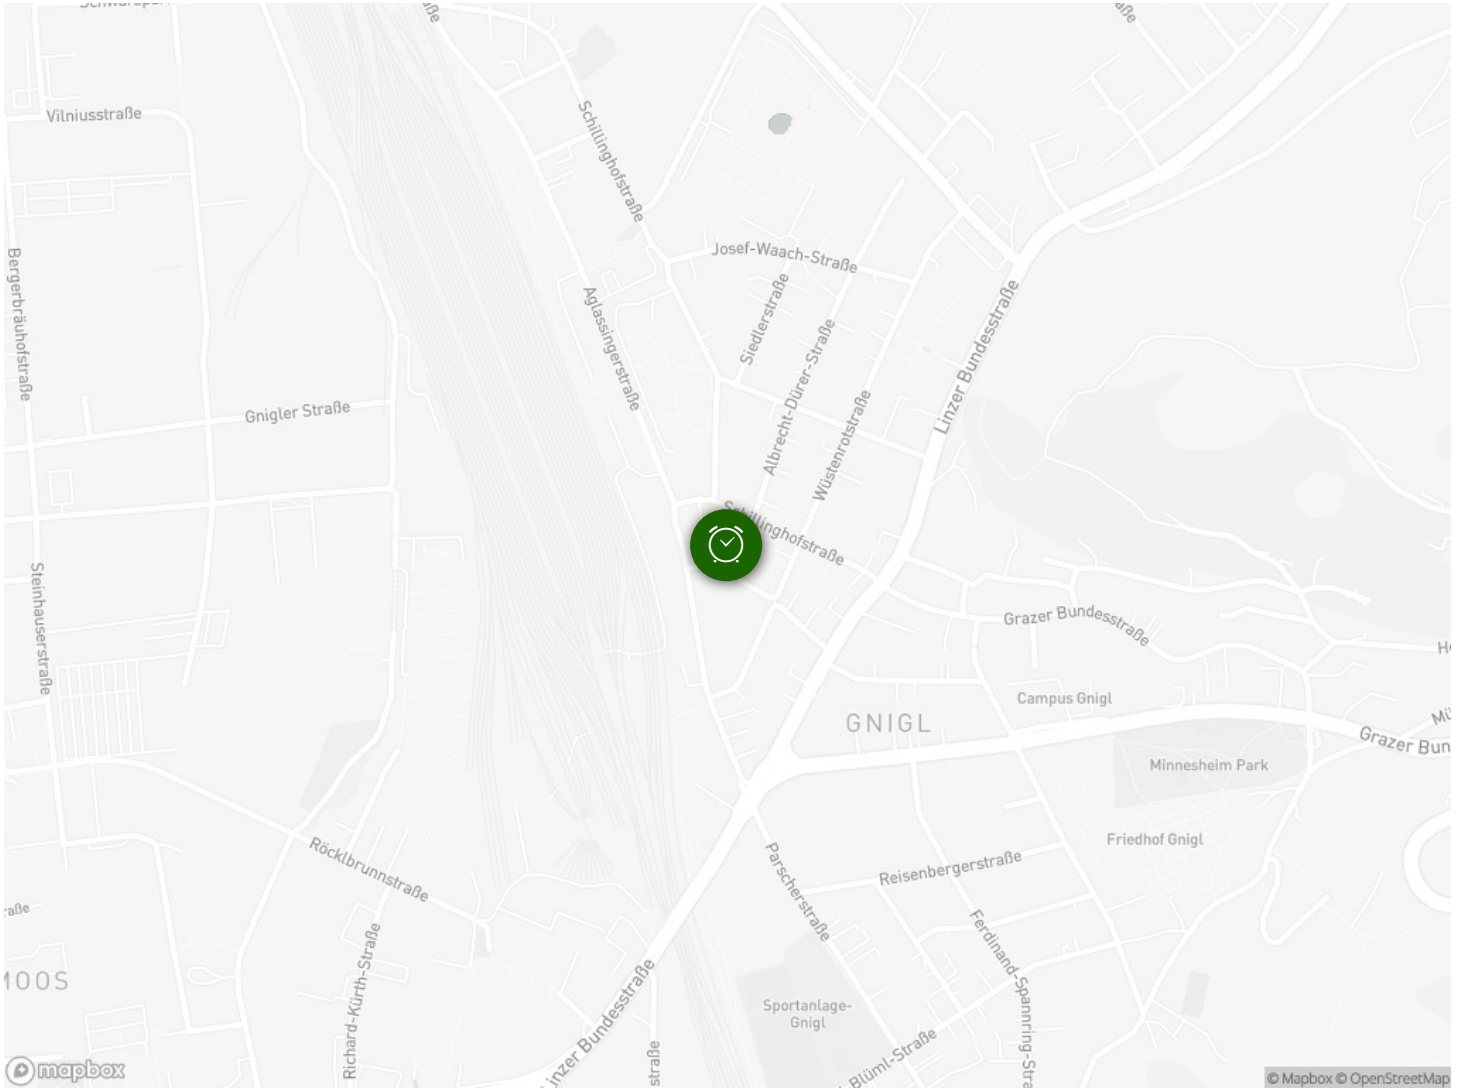 Vilniusstraße
Schillinghofstraße
Bergerbräuhofstraße
Josef-Waach-Straße
Siedlerstraße
Aglassingerstraße
Linzer Bundesstraße
Albrecht-Dürer-Straße
Wüstenrotstraße
Gnigler Straße
Schillinghofstraße
Steinhauserstraße
Grazer Bundesstraße
Campus Gnigl
GNIGL
Grazer Bun
Minnesheim Park
Friedhof Gnigl
Röcklbrunnstraße
Parscherstraße
Reisenbergerstraße
Ferdinand-Spannring-Stra
Richard-Kürth-Straße
Linzer Bundesstraße
Sportanlage-
Gnigl
Blüml-Straße
straße
mapbox
© Mapbox © OpenStreetMap